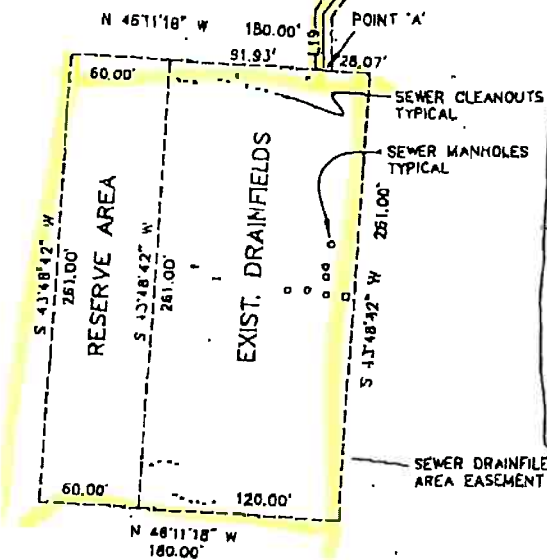 N 46°11'18" W
180.00'
L19
POINT 'A'
60.00'
91.93'
28.07'
SEWER CLEANOUTS
TYPICAL
SEWER MANHOLES
TYPICAL
S 43°48'42" W
261.00'
RESERVE AREA
S 43°48'42" W
261.00'
EXIST. DRAINFIELDS
S 43°48'42" W
261.00'
SEWER DRAINFILE
AREA EASEMENT
60.00'
120.00'
N 46°11'18" W
180.00'